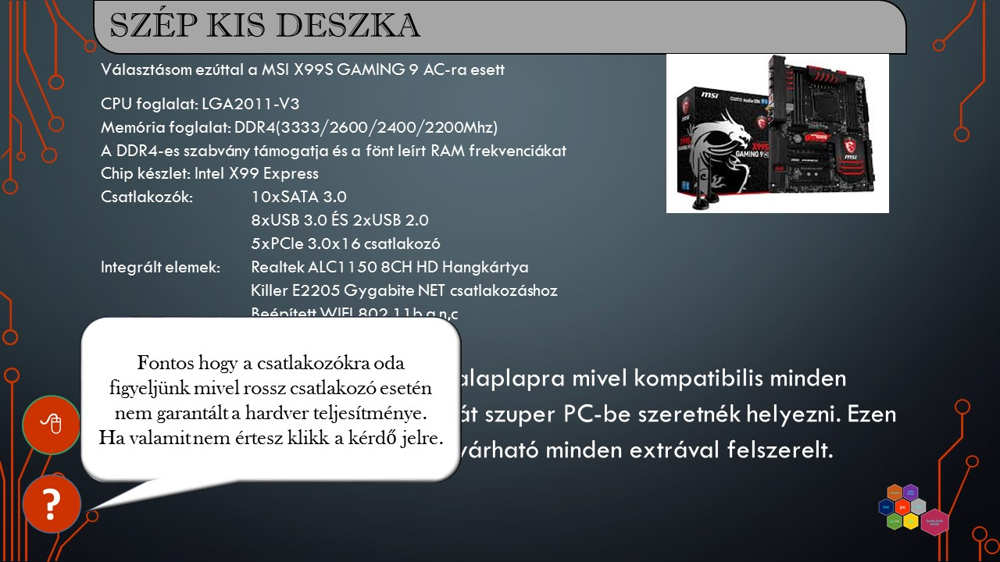 SZÉP KIS DESZKA
Választásom ezúttal a MSI X99S GAMING 9 AC-ra esett
CPU foglalat: LGA2011-V3
Memória foglalat: DDR4(3333/2600/2400/2200Mhz)
A DDR4-es szabvány támogatja és a fönt leírt RAM frekvenciákat
Chip készlet: Intel X99 Express
Csatlakozók: 10xSATA 3.0
8xUSB 3.0 ÉS 2xUSB 2.0
5xPCIe 3.0x16 csatlakozó
Integrált elemek: Realtek ALC1150 8CH HD Hangkártya
Killer E2205 Gygabite NET csatlakozáshoz
Beépített WIFI 802.11b,g,n,c
alaplapra mivel kompatibilis minden
át szuper PC-be szeretnék helyezni. Ezen
várható minden extrával felszerelt.
Fontos hogy a csatlakozókra oda
figyeljünk mivel rossz csatlakozó esetén
nem garantált a hardver teljesítménye.
Ha valamit nem értesz klikk a kérdő jelre.
?
msi
X99S
GAMING 9
msi
pc